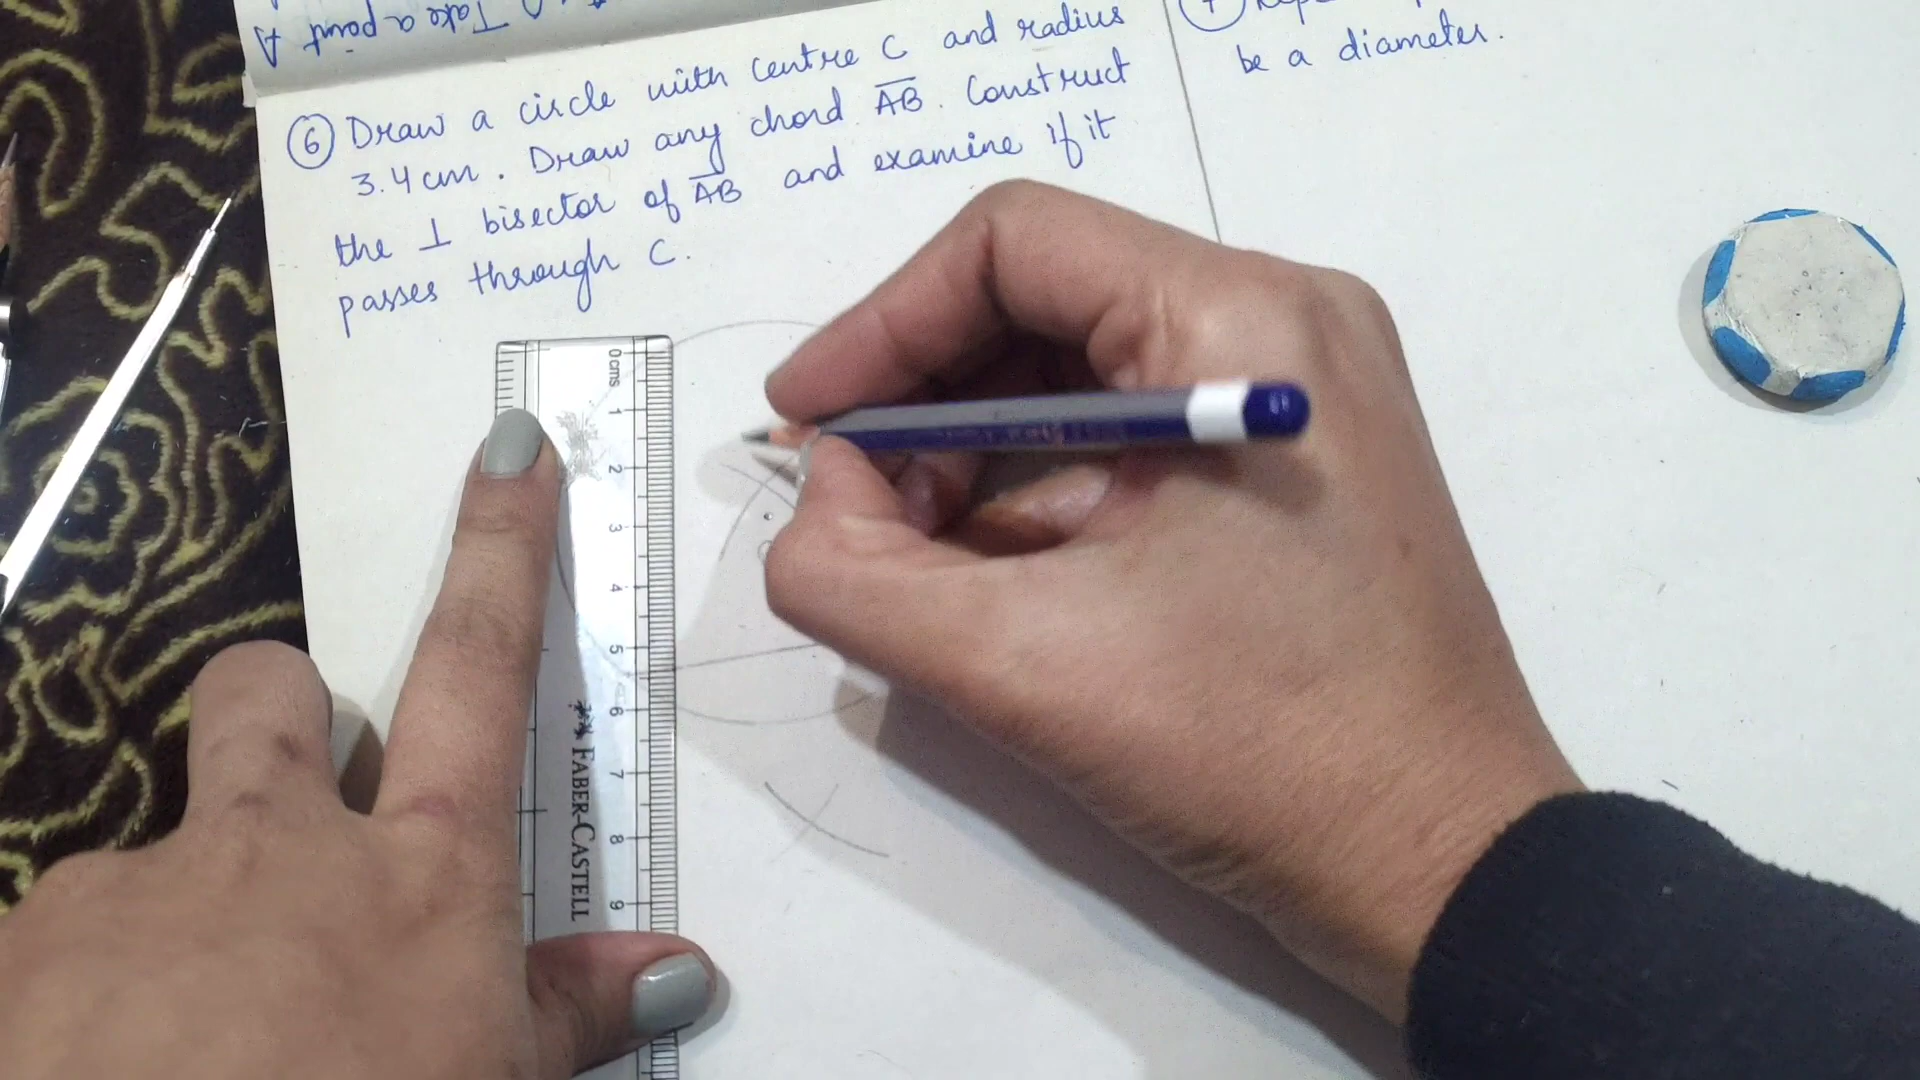 Take a point A
6 Draw a circle with centre C and radius
3.4 cm. Draw any chord AB. Construct
the ⊥ bisector of AB and examine if it
passes through C.
7
be a diameter.
0cms 1 2 3 4 5 6 7 8 9
FABER-CASTELL